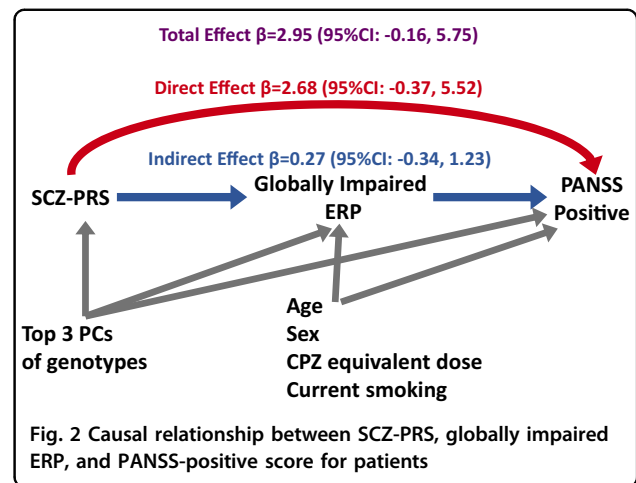 Total Effect β=2.95 (95%CI: -0.16, 5.75)
Direct Effect β=2.68 (95%CI: -0.37, 5.52)
Indirect Effect β=0.27 (95%CI: -0.34, 1.23)
SCZ-PRS
Globally Impaired
ERP
PANSS
Positive
Top 3 PCs
of genotypes
Age
Sex
CPZ equivalent dose
Current smoking
Fig. 2 Causal relationship between SCZ-PRS, globally impaired
ERP, and PANSS-positive score for patients